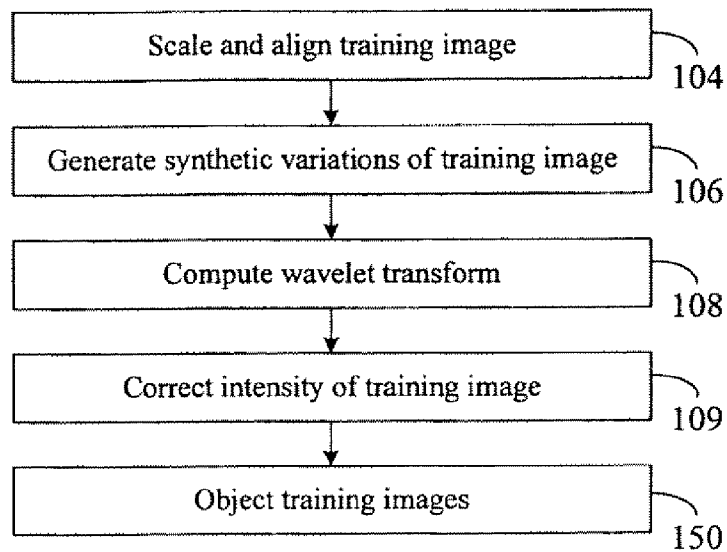 Scale and align training image
104
Generate synthetic variations of training image
106
Compute wavelet transform
108
Correct intensity of training image
109
Object training images
150